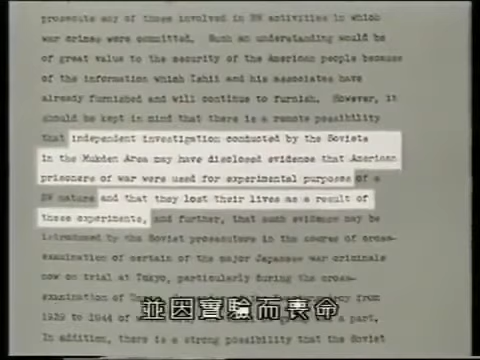 prosecute any of those involved in BW activities in which
war crimes were committed. Such an understanding would be
of great value to the security of the American people because
of the information which Ishii and his associates have
already furnished and will continue to furnish. However, it
should be kept in mind that there is a remote possibility
that independent investigation conducted by the Soviets
in the Mukden Area may have disclosed evidence that American
prisoners of war were used for experimental purposes of a
BW nature and that they lost their lives as a result of
these experiments, and further, that such evidence may be
introduced by the Soviet prosecutors in the course of cross-
examination of certain of the major Japanese war criminals
now on trial at Tokyo, particularly during the cross-
examination of from
1939 to 1944 of a part.
In addition, there is a strong possibility that the Soviet
並因實驗而喪命